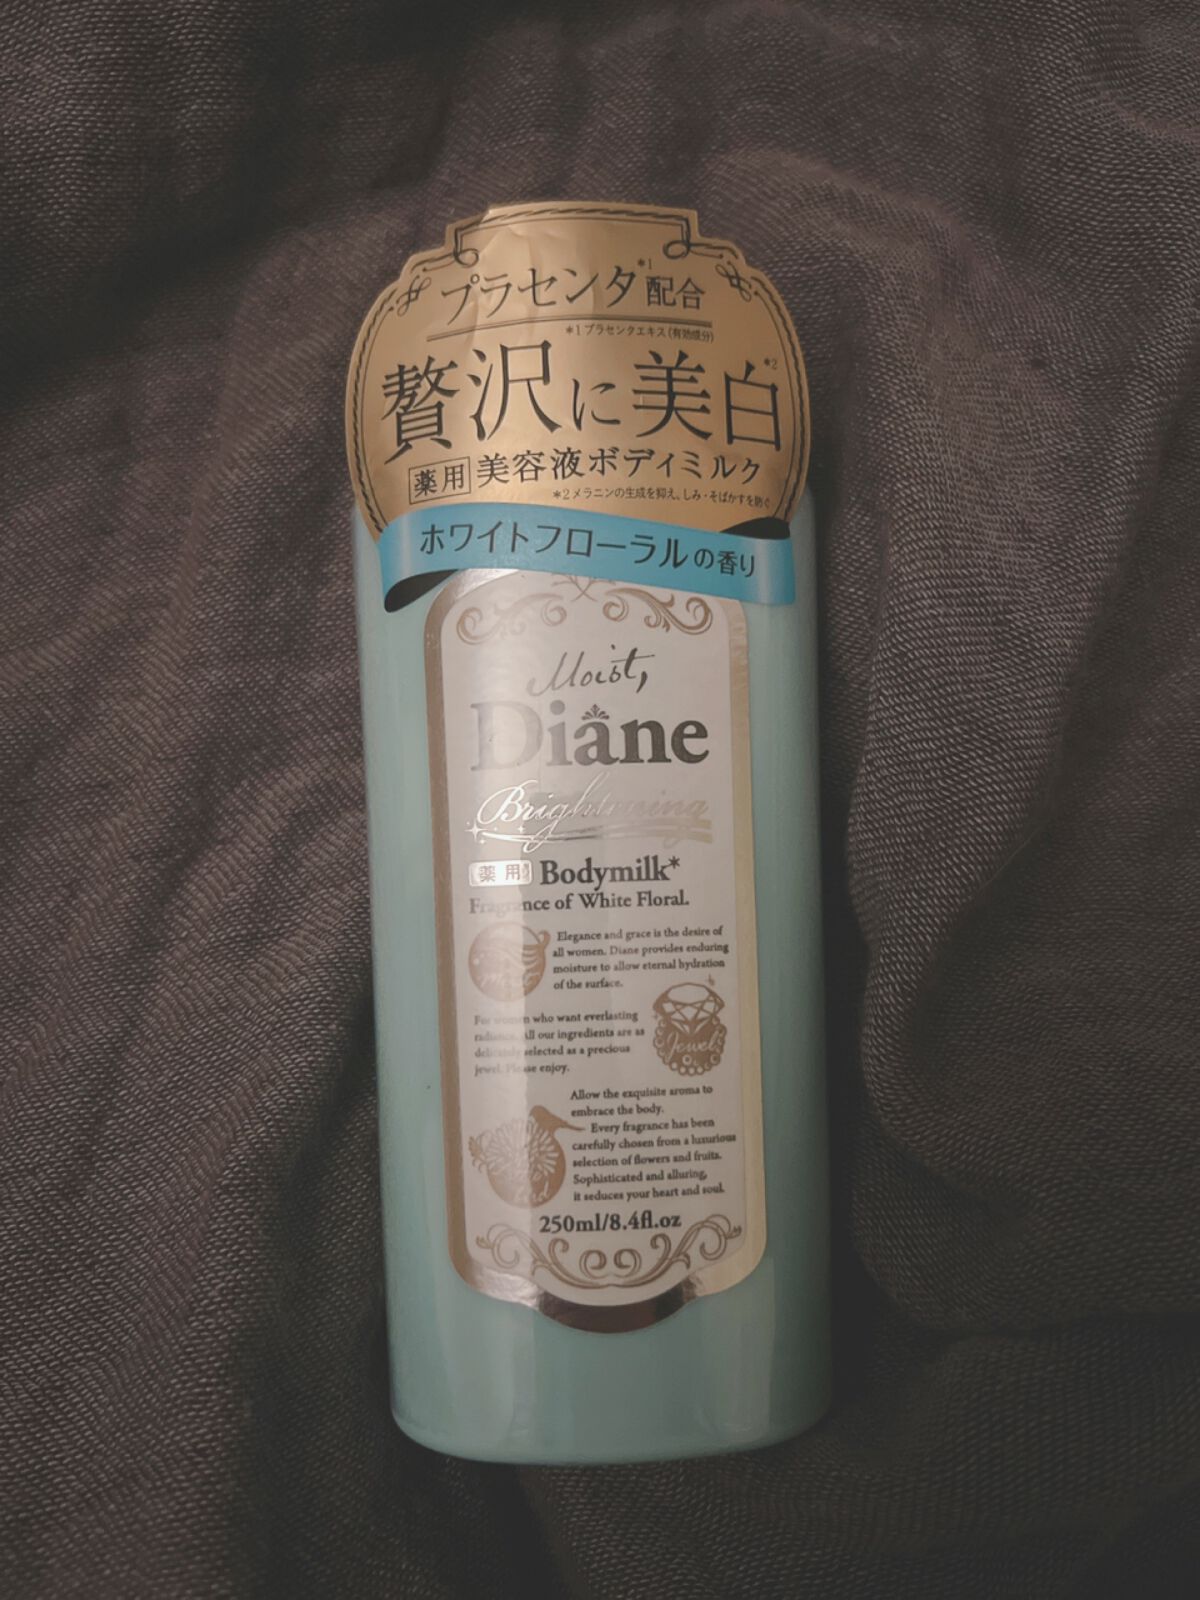 プラセンタ*1配合
*1 プラセンタエキス(有効成分)
贅沢に美白*2
薬用 美容液ボディミルク
*2 メラニンの生成を抑え、しみ・そばかすを防ぐ
ホワイトフローラルの香り
Moist,
Diane
Brightening
薬用 Bodymilk*
Fragrance of White Floral.
Elegance and grace is the desire of
all women. Diane provides enduring
moisture to allow eternal hydration
of the surface.
For women who want everlasting
radiance. All our ingredients are as
delicately selected as a precious
jewel. Please enjoy.
Jewel
Allow the exquisite aroma to
embrace the body.
Every fragrance has been
carefully chosen from a luxurious
selection of flowers and fruits.
Sophisticated and alluring,
it seduces your heart and soul.
250ml/8.4fl.oz